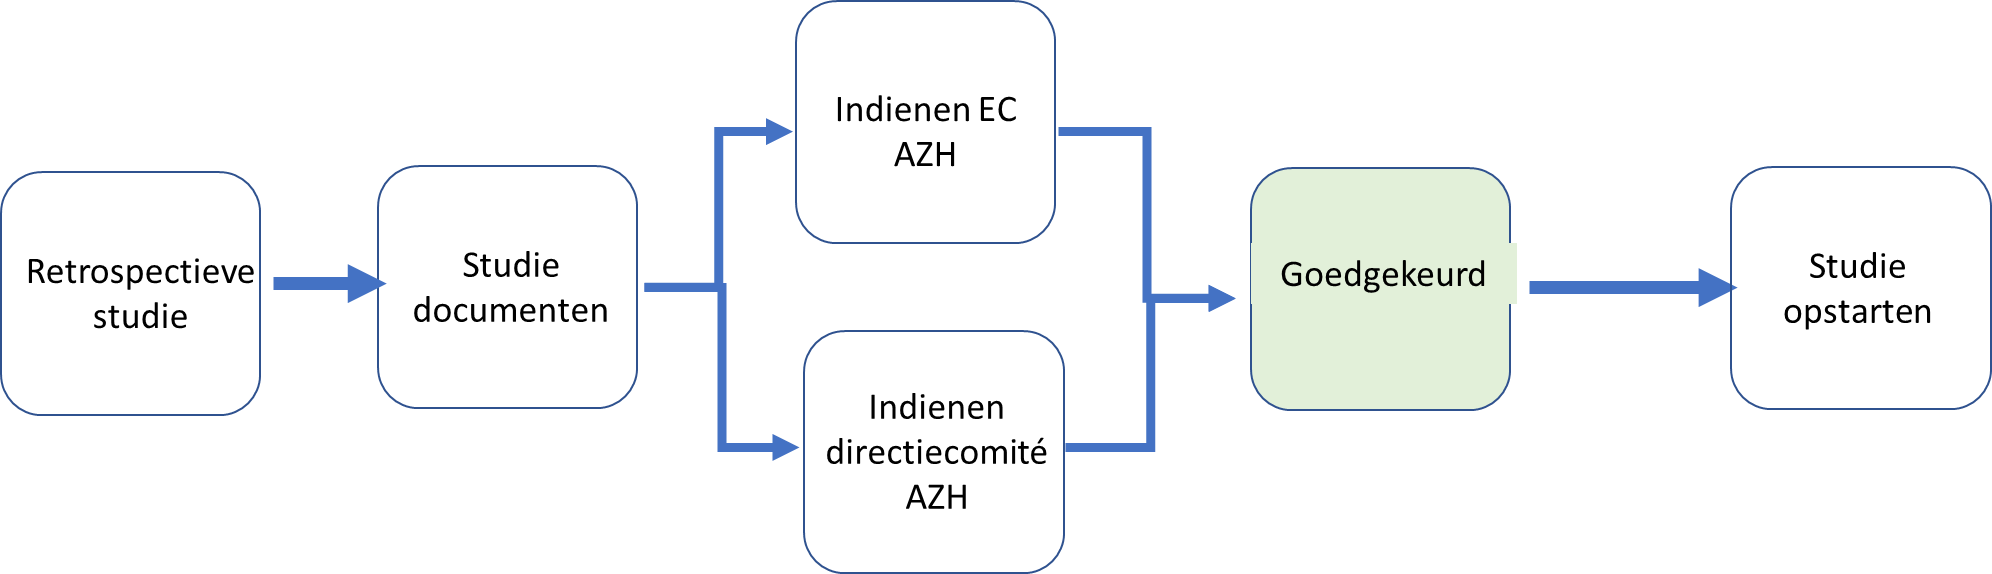 Retrospectieve
studie
Studie
documenten
Indienen EC
AZH
Indienen
directiecomité
AZH
Goedgekeurd
Studie
opstarten